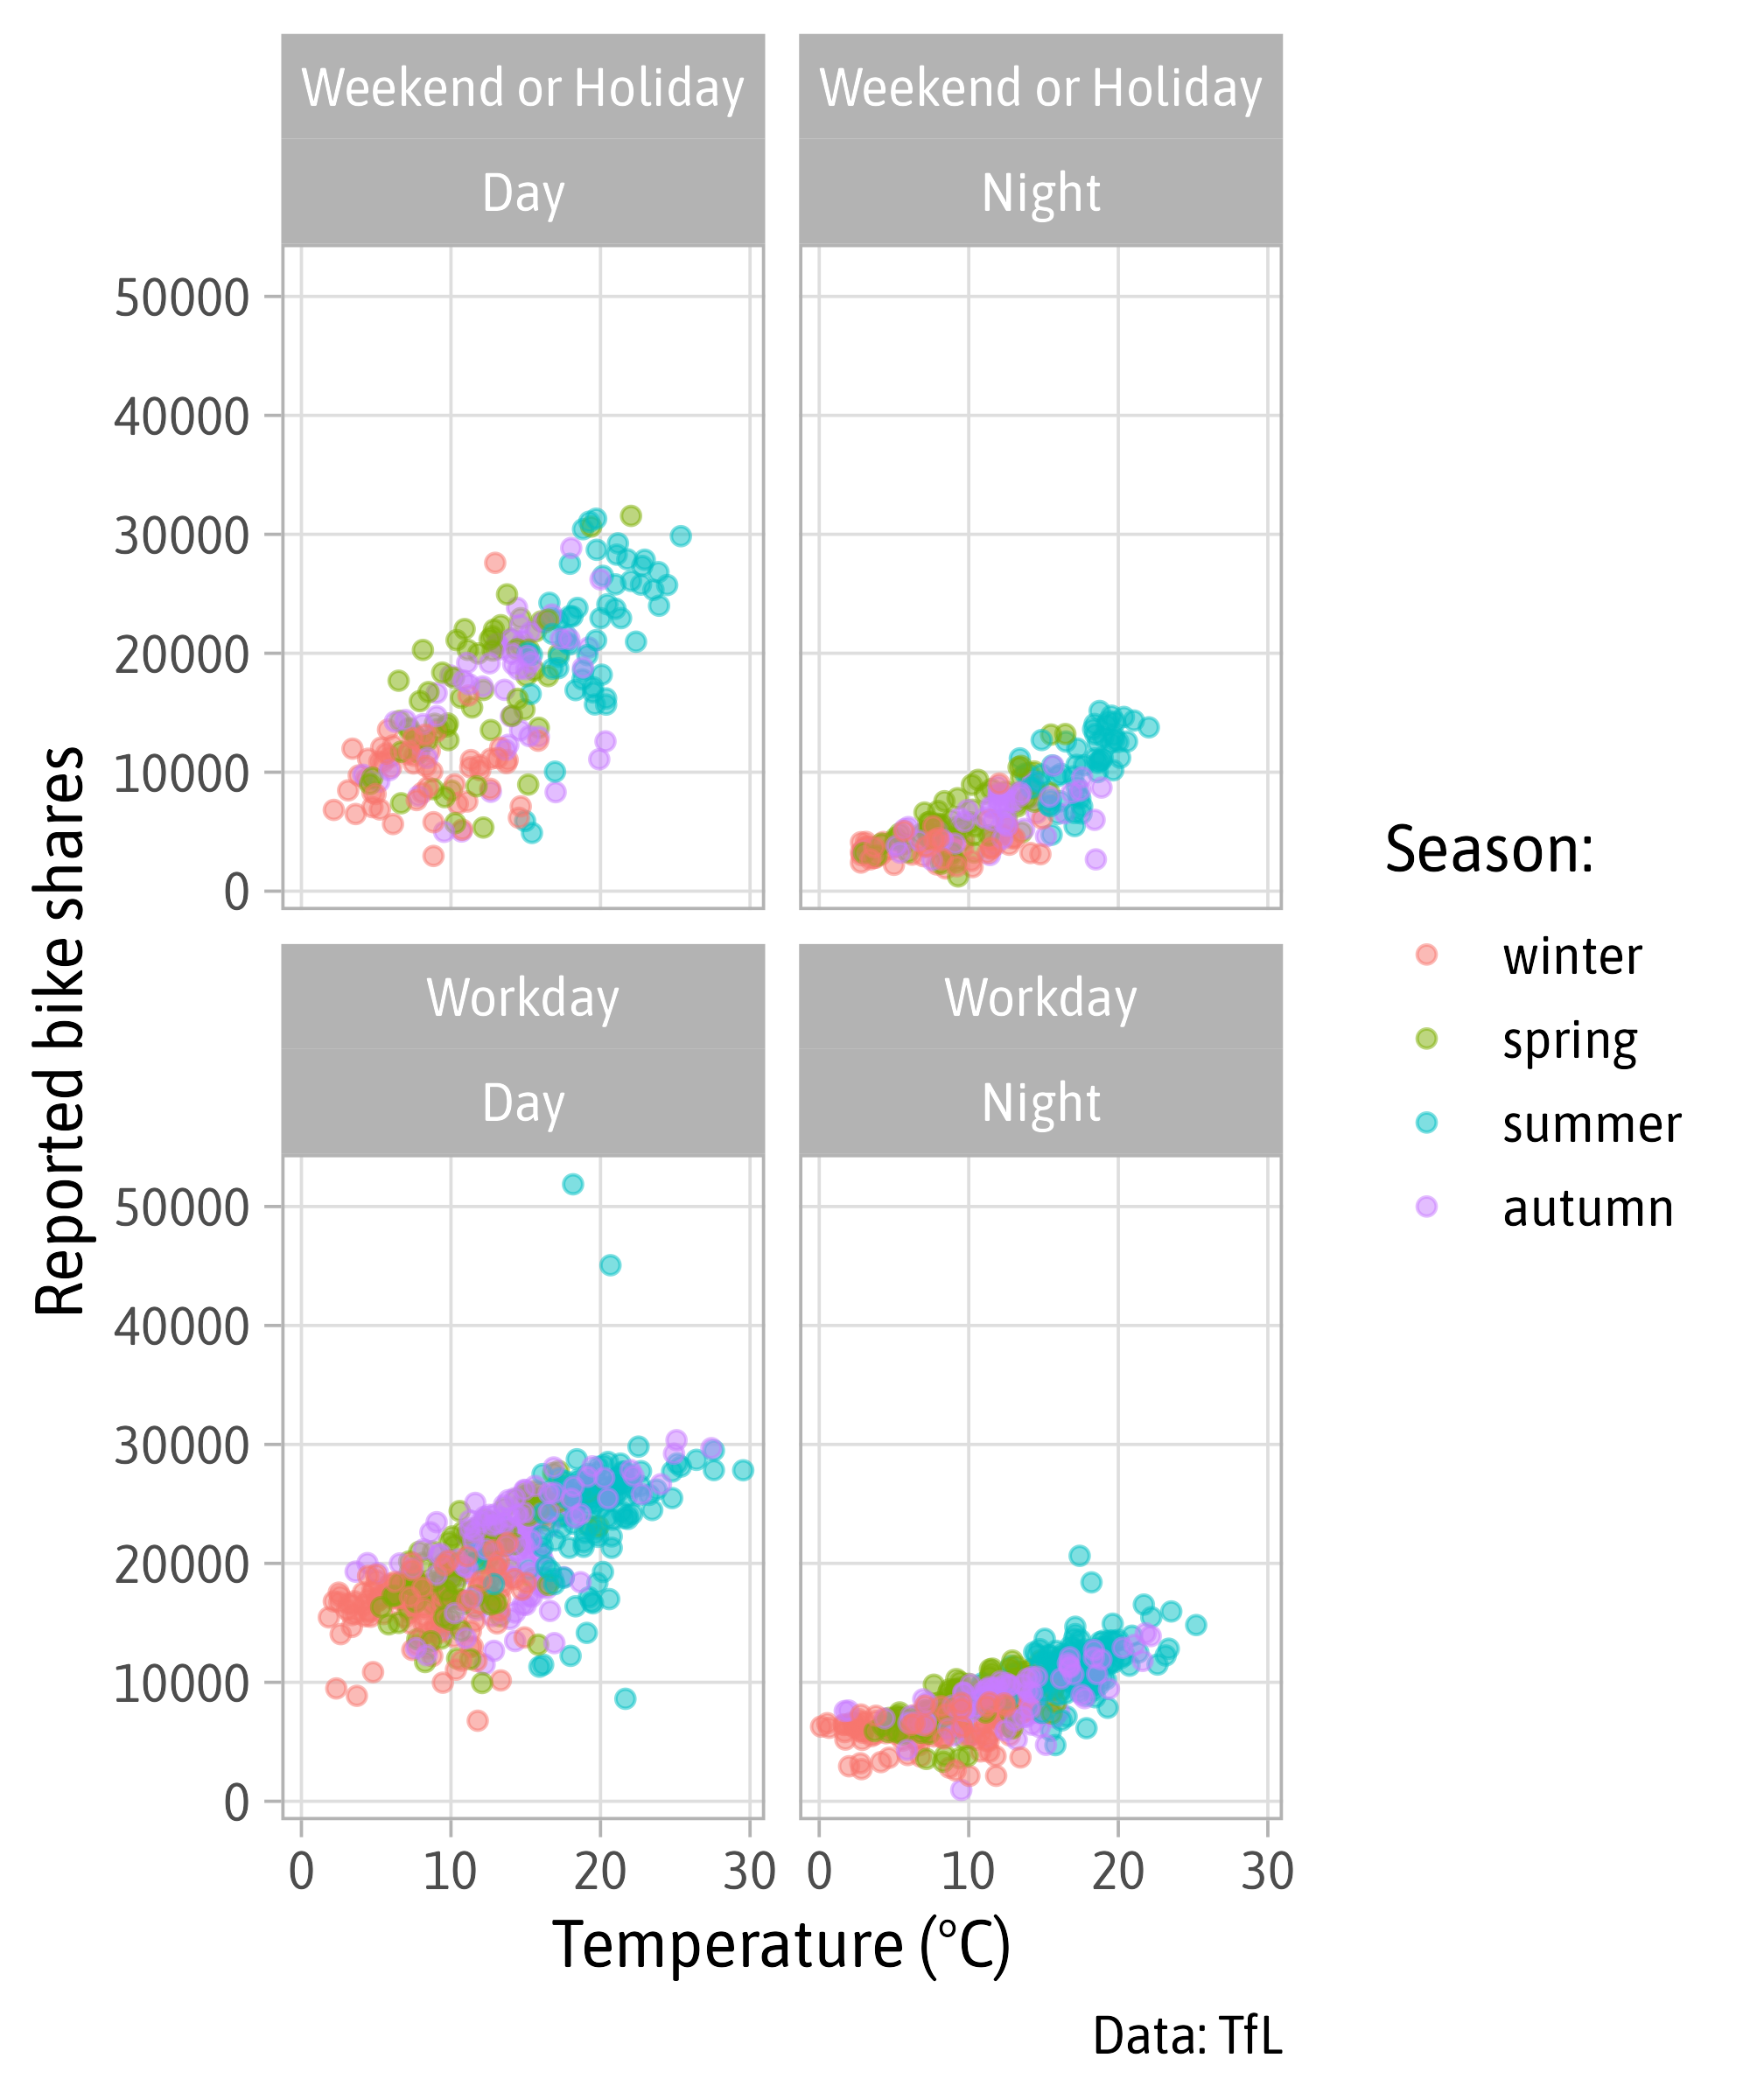 Weekend or Holiday
Weekend or Holiday
Day
Night
50000
40000
30000
20000
10000
0
Workday
Workday
Day
Night
50000
40000
30000
20000
10000
0
0 10 20 30
0 10 20 30
Temperature (°C)
Reported bike shares
Season:
winter
spring
summer
autumn
Data: TfL